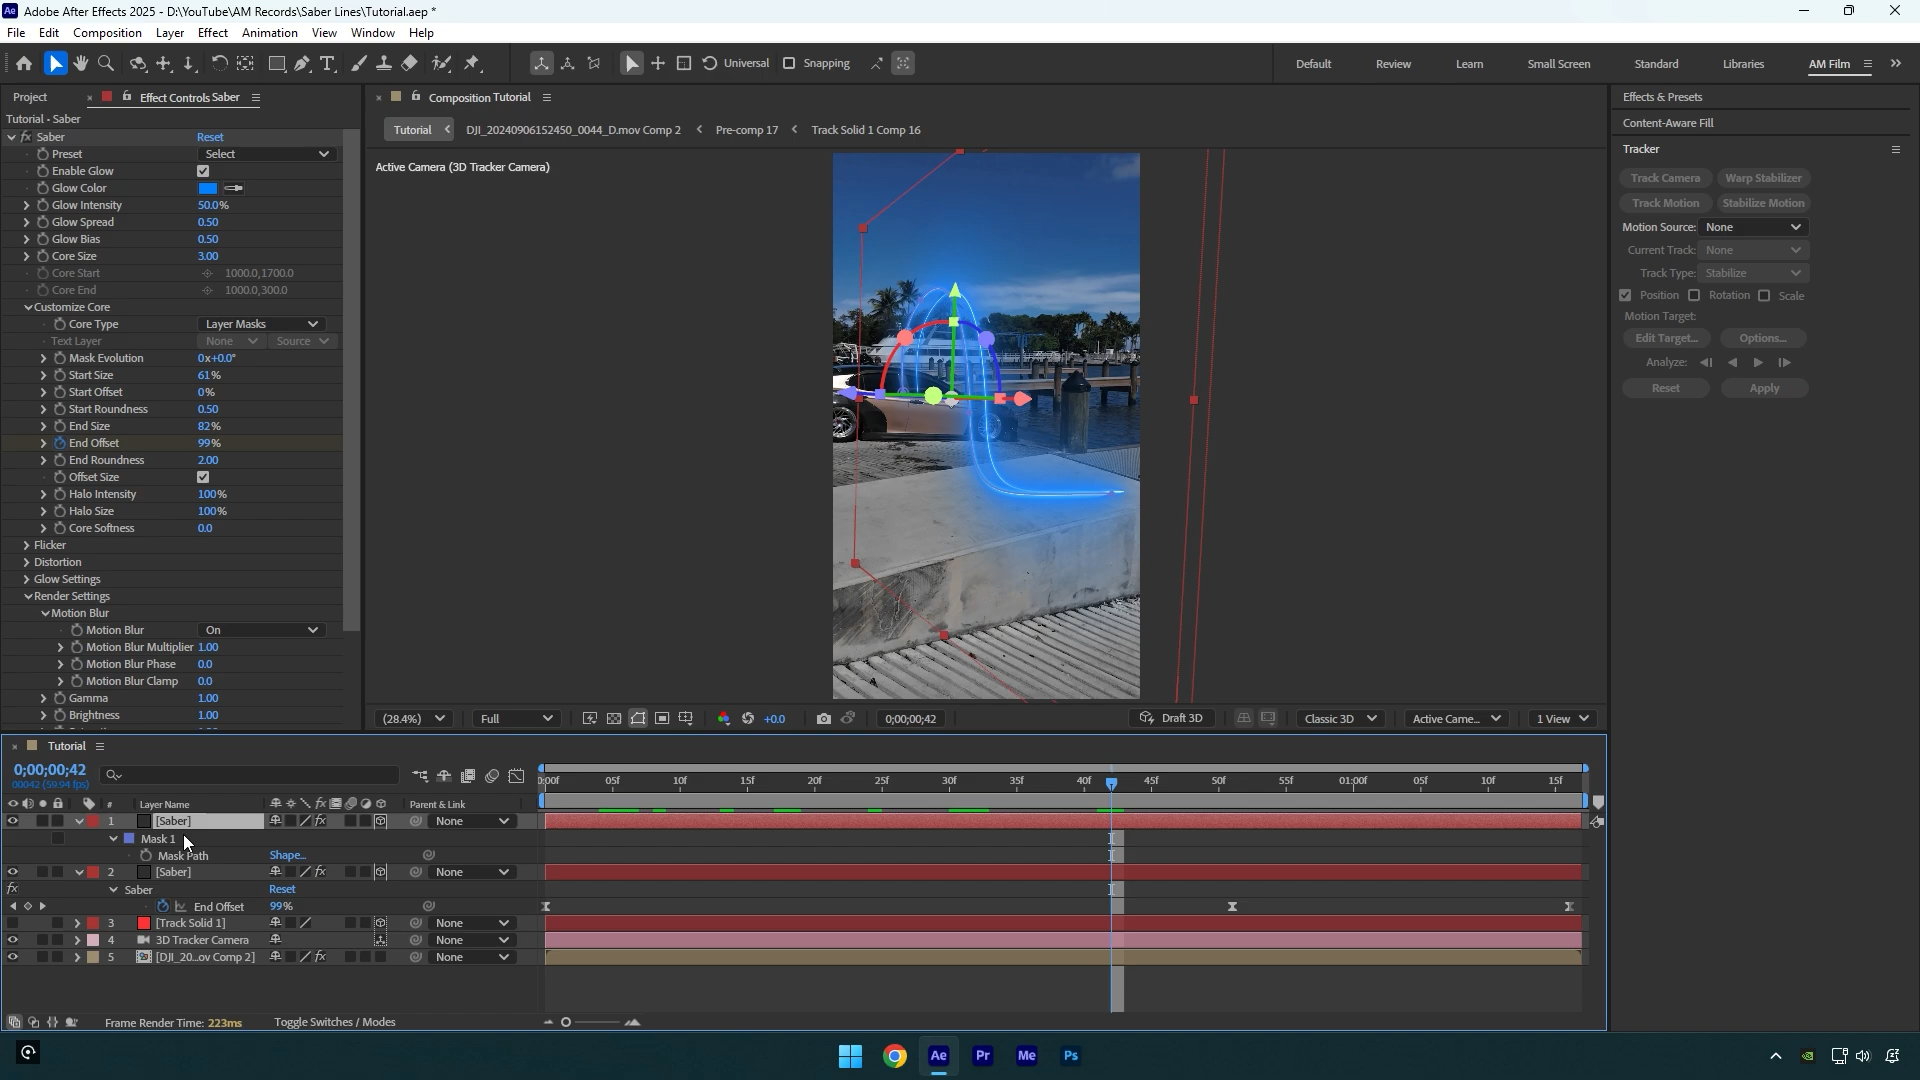 Adobe After Effects 2025 - D:\YouTube\AM Records\Saber Lines\Tutorial.aep *
File Edit Composition Layer Effect Animation View Window Help
Universal Snapping Default Review Learn Small Screen Standard Libraries AM Film
Project Effect Controls Saber
Tutorial - Saber
Saber Reset
Preset Select
Enable Glow
Glow Color
Glow Intensity 50.0%
Glow Spread 0.50
Glow Bias 0.50
Core Size 3.00
Core Start 1000.0,1700.0
Core End 1000.0,300.0
Customize Core
Core Type Layer Masks
Text Layer None Source
Mask Evolution 0x+0.0°
Start Size 61%
Start Offset 0%
Start Roundness 0.50
End Size 82%
End Offset 99%
End Roundness 2.00
Offset Size
Halo Intensity 100%
Halo Size 100%
Core Softness 0.0
Flicker
Distortion
Glow Settings
Render Settings
Motion Blur
Motion Blur On
Motion Blur Multiplier 1.00
Motion Blur Phase 0.0
Motion Blur Clamp 0.0
Gamma 1.00
Brightness 1.00
Composition Tutorial
Tutorial DJI_20240906152450_0044_D.mov Comp 2 Pre-comp 17 Track Solid 1 Comp 16
Active Camera (3D Tracker Camera)
(28.4%) Full +0.0 0;00;00;42 Draft 3D Classic 3D Active Came... 1 View
Effects & Presets
Content-Aware Fill
Tracker
Track Camera Warp Stabilizer
Track Motion Stabilize Motion
Motion Source: None
Current Track: None
Track Type: Stabilize
Position Rotation Scale
Motion Target:
Edit Target... Options...
Analyze:
Reset Apply
Tutorial
0;00;00;42
00042 (59.94 fps)
0:00f 05f 10f 15f 20f 25f 30f 35f 40f 45f 50f 55f 01:00f 05f 10f 15f
# Layer Name Parent & Link
1 [Saber] None
Mask 1
Mask Path Shape...
2 [Saber] None
Saber Reset
End Offset 99%
3 [Track Solid 1] None
4 3D Tracker Camera None
5 [DJI_20...ov Comp 2] None
Frame Render Time: 223ms Toggle Switches / Modes
Ae Pr Me Ps